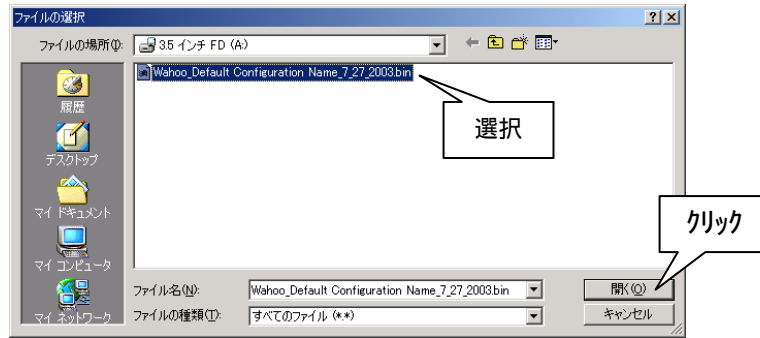 ファイルの選択
ファイルの場所(I):
3.5 インチ FD (A:)
Wahoo_Default Configuration Name_7_27_2003.bin
選択
履歴
デスクトップ
マイ ドキュメント
マイ コンピュータ
マイ ネットワーク
クリック
ファイル名(N):
Wahoo_Default Configuration Name_7_27_2003.bin
開く(O)
ファイルの種類(T):
すべてのファイル (*.*)
キャンセル